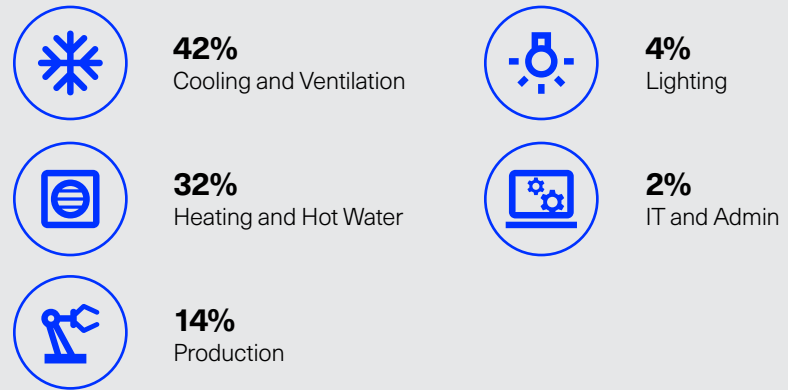 42%
Cooling and Ventilation
32%
Heating and Hot Water
14%
Production
4%
Lighting
2%
IT and Admin